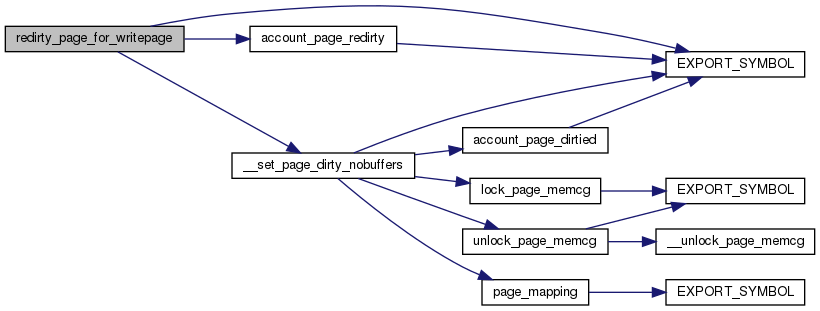 redirty_page_for_writepage
account_page_redirty
EXPORT_SYMBOL
account_page_dirtied
__set_page_dirty_nobuffers
lock_page_memcg
EXPORT_SYMBOL
unlock_page_memcg
__unlock_page_memcg
page_mapping
EXPORT_SYMBOL